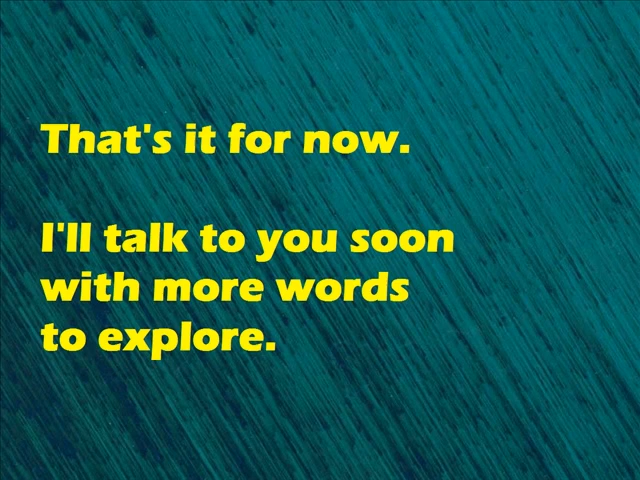 That's it for now.
I'll talk to you soon
with more words
to explore.